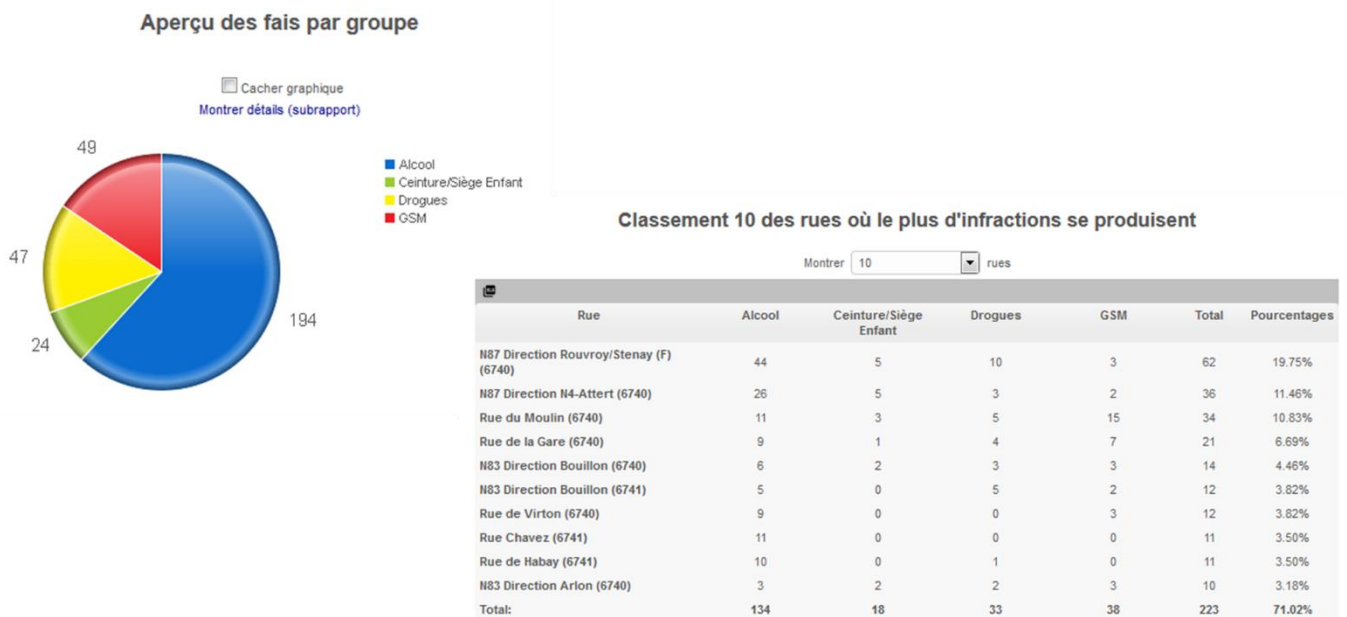 Aperçu des fais par groupe
Cacher graphique
Montrer détails (subrapport)
49
47
24
194
Alcool
Ceinture/Siège Enfant
Drogues
GSM
Classement 10 des rues où le plus d'infractions se produisent
Montrer 10 rues
Rue Alcool Ceinture/Siège Enfant Drogues GSM Total Pourcentages
N87 Direction Rouvroy/Stenay (F) (6740) 44 5 10 3 62 19.75%
N87 Direction N4-Attert (6740) 26 5 3 2 36 11.46%
Rue du Moulin (6740) 11 3 5 15 34 10.83%
Rue de la Gare (6740) 9 1 4 7 21 6.69%
N83 Direction Bouillon (6740) 6 2 3 3 14 4.46%
N83 Direction Bouillon (6741) 5 0 5 2 12 3.82%
Rue de Virton (6740) 9 0 0 3 12 3.82%
Rue Chavez (6741) 11 0 0 0 11 3.50%
Rue de Habay (6741) 10 0 1 0 11 3.50%
N83 Direction Arlon (6740) 3 2 2 3 10 3.18%
Total: 134 18 33 38 223 71.02%